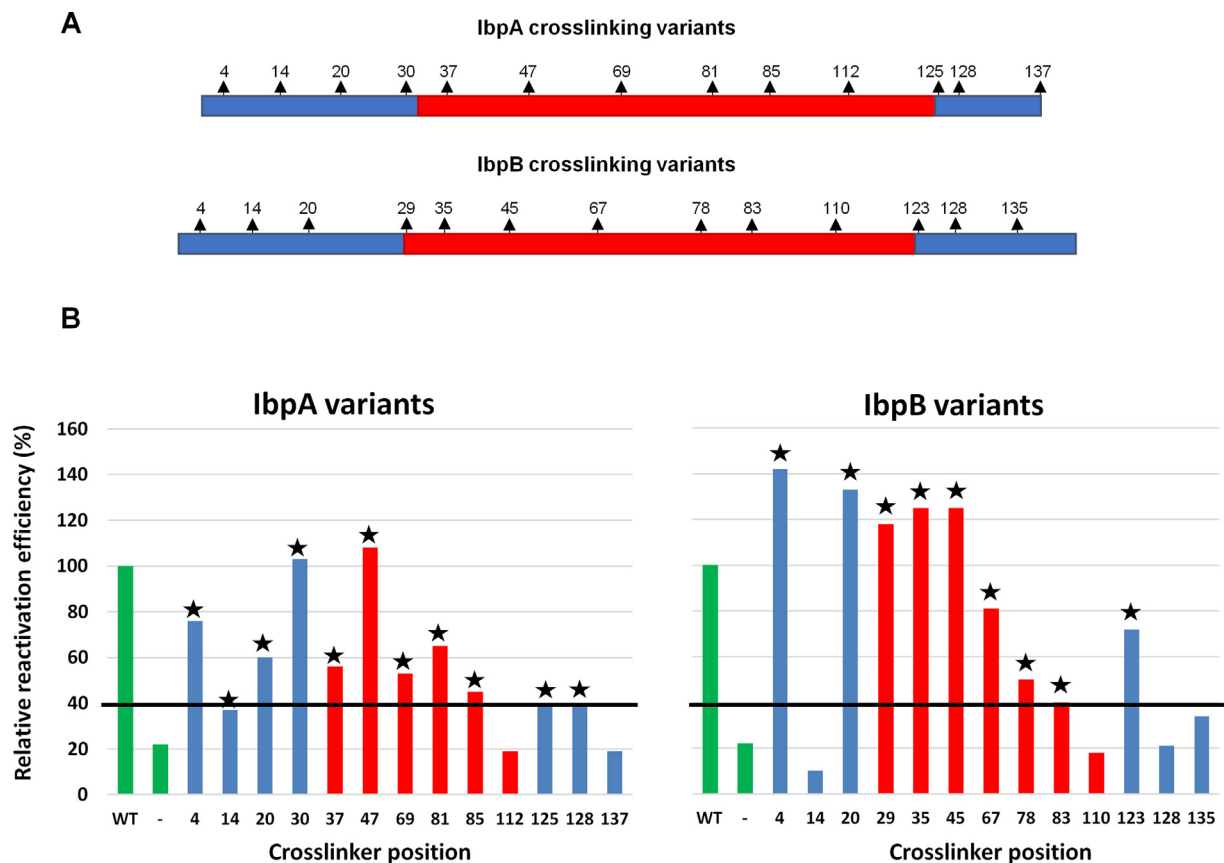 A
IbpA crosslinking variants
4 14 20 30 37 47 69 81 85 112 125 128 137
IbpB crosslinking variants
4 14 20 29 35 45 67 78 83 110 123 128 135
B
IbpA variants
IbpB variants
Relative reactivation efficiency (%)
160
140
120
100
80
60
40
20
0
WT - 4 14 20 30 37 47 69 81 85 112 125 128 137
WT - 4 14 20 29 35 45 67 78 83 110 123 128 135
Crosslinker position
Crosslinker position